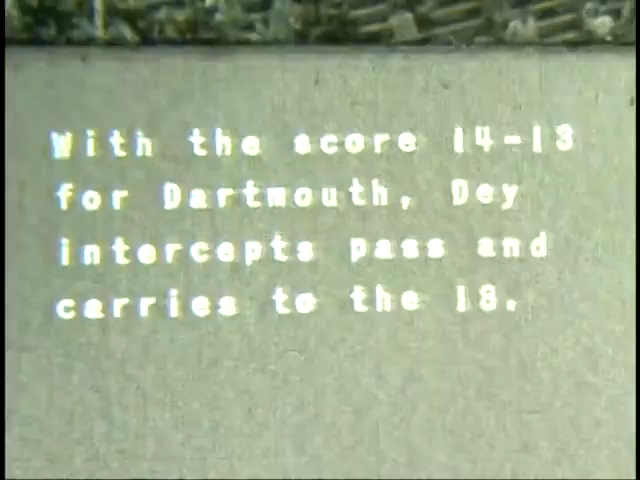 With the score 14-13
for Dartmouth, Dey
intercepts pass and
carries to the 18.